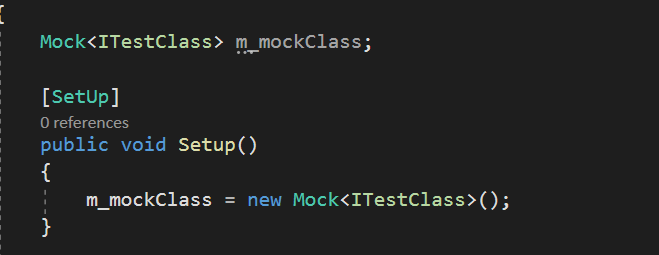 {
Mock<ITestClass> m_mockClass;
[SetUp]
0 references
public void Setup()
{
m_mockClass = new Mock<ITestClass>();
}